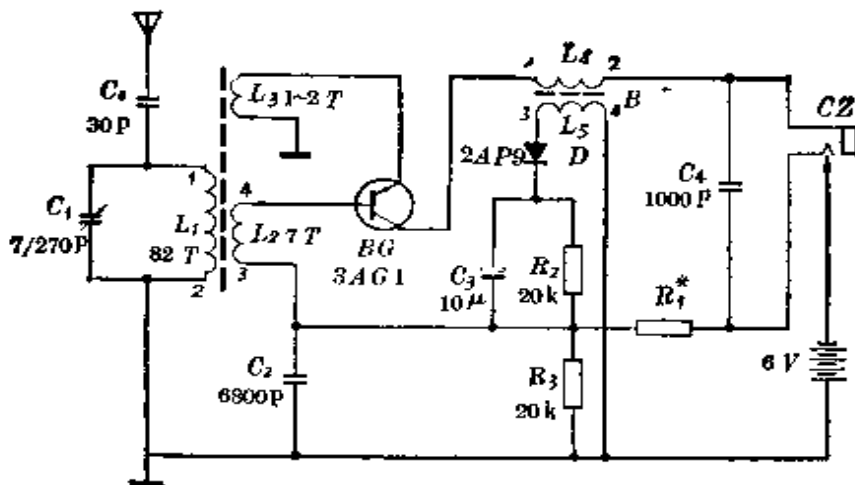 C₀
30p
C₁
7/270p
1
L₁
82 T
2
L₃ 1~2 T
4
L₂ 7 T
3
BG
3AG1
C₂
6800p
1
L₄
2
3
L₅
4
B
2AP9
D
C₃
10μ
R₂
20k
R₃
20k
R₁*
C₄
1000p
CZ
6 V